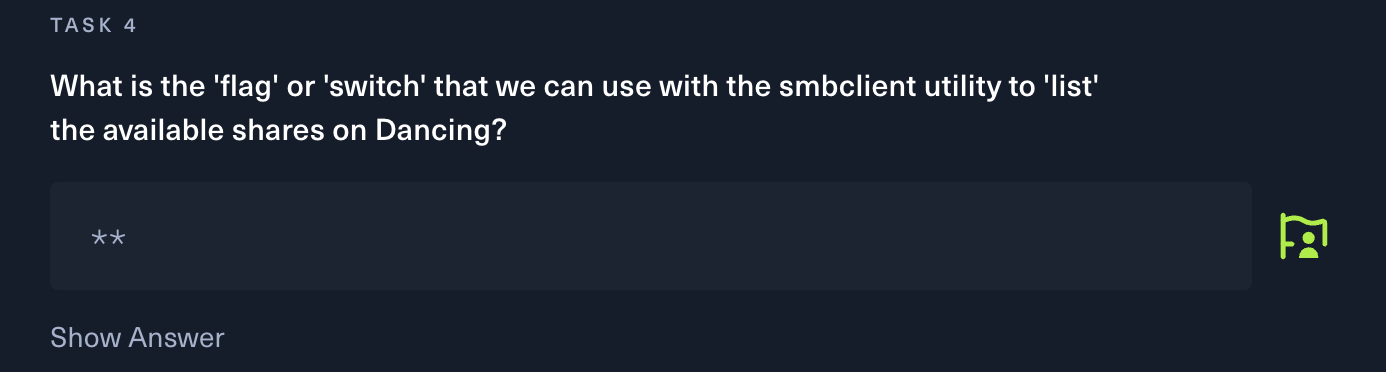 TASK 4
What is the 'flag' or 'switch' that we can use with the smbclient utility to 'list'
the available shares on Dancing?
**
Show Answer